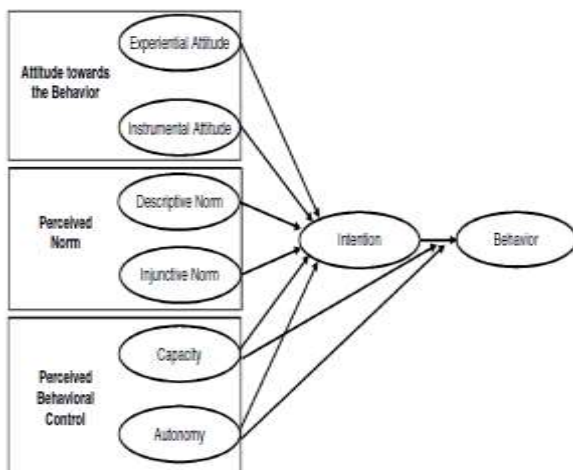 Experiential Attitude
Attitude towards
the Behavior
Instrumental Attitude
Descriptive Norm
Perceived
Norm
Injunctive Norm
Intention
Behavior
Capacity
Perceived
Behavioral
Control
Autonomy